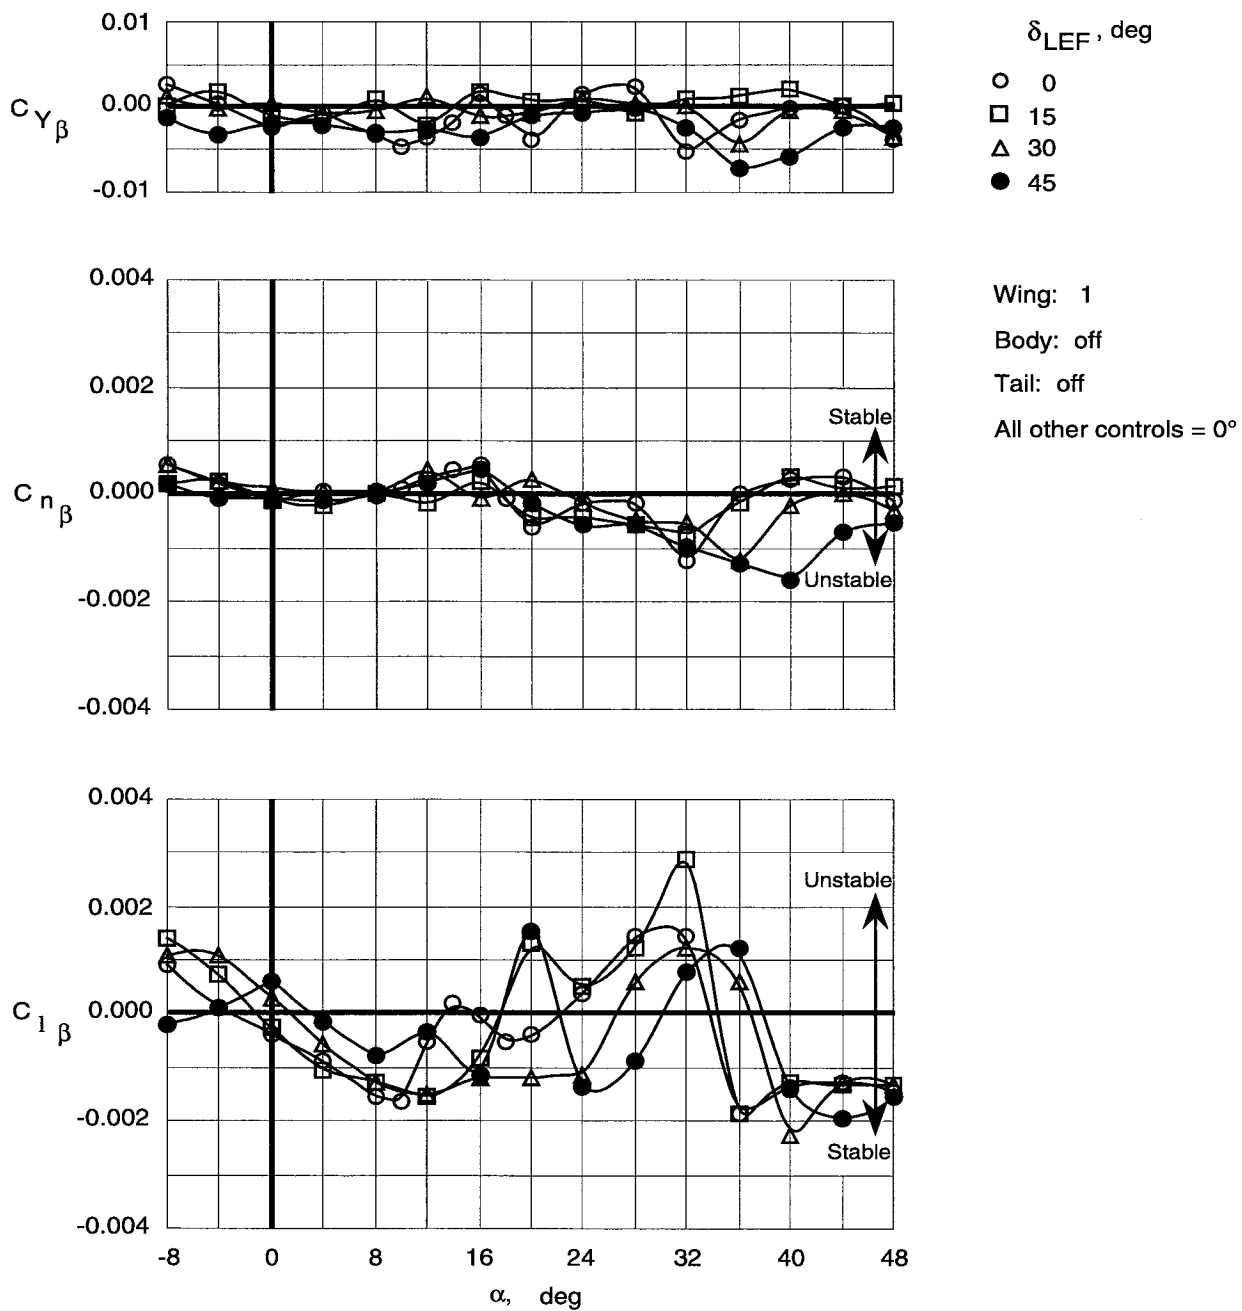 0.01
C Yβ
0.00
-0.01
δLEF , deg
0
15
30
45
0.004
0.002
C nβ
0.000
-0.002
-0.004
Stable
Unstable
Wing: 1
Body: off
Tail: off
All other controls = 0°
0.004
0.002
C lβ
0.000
-0.002
-0.004
Unstable
Stable
-8 0 8 16 24 32 40 48
α, deg